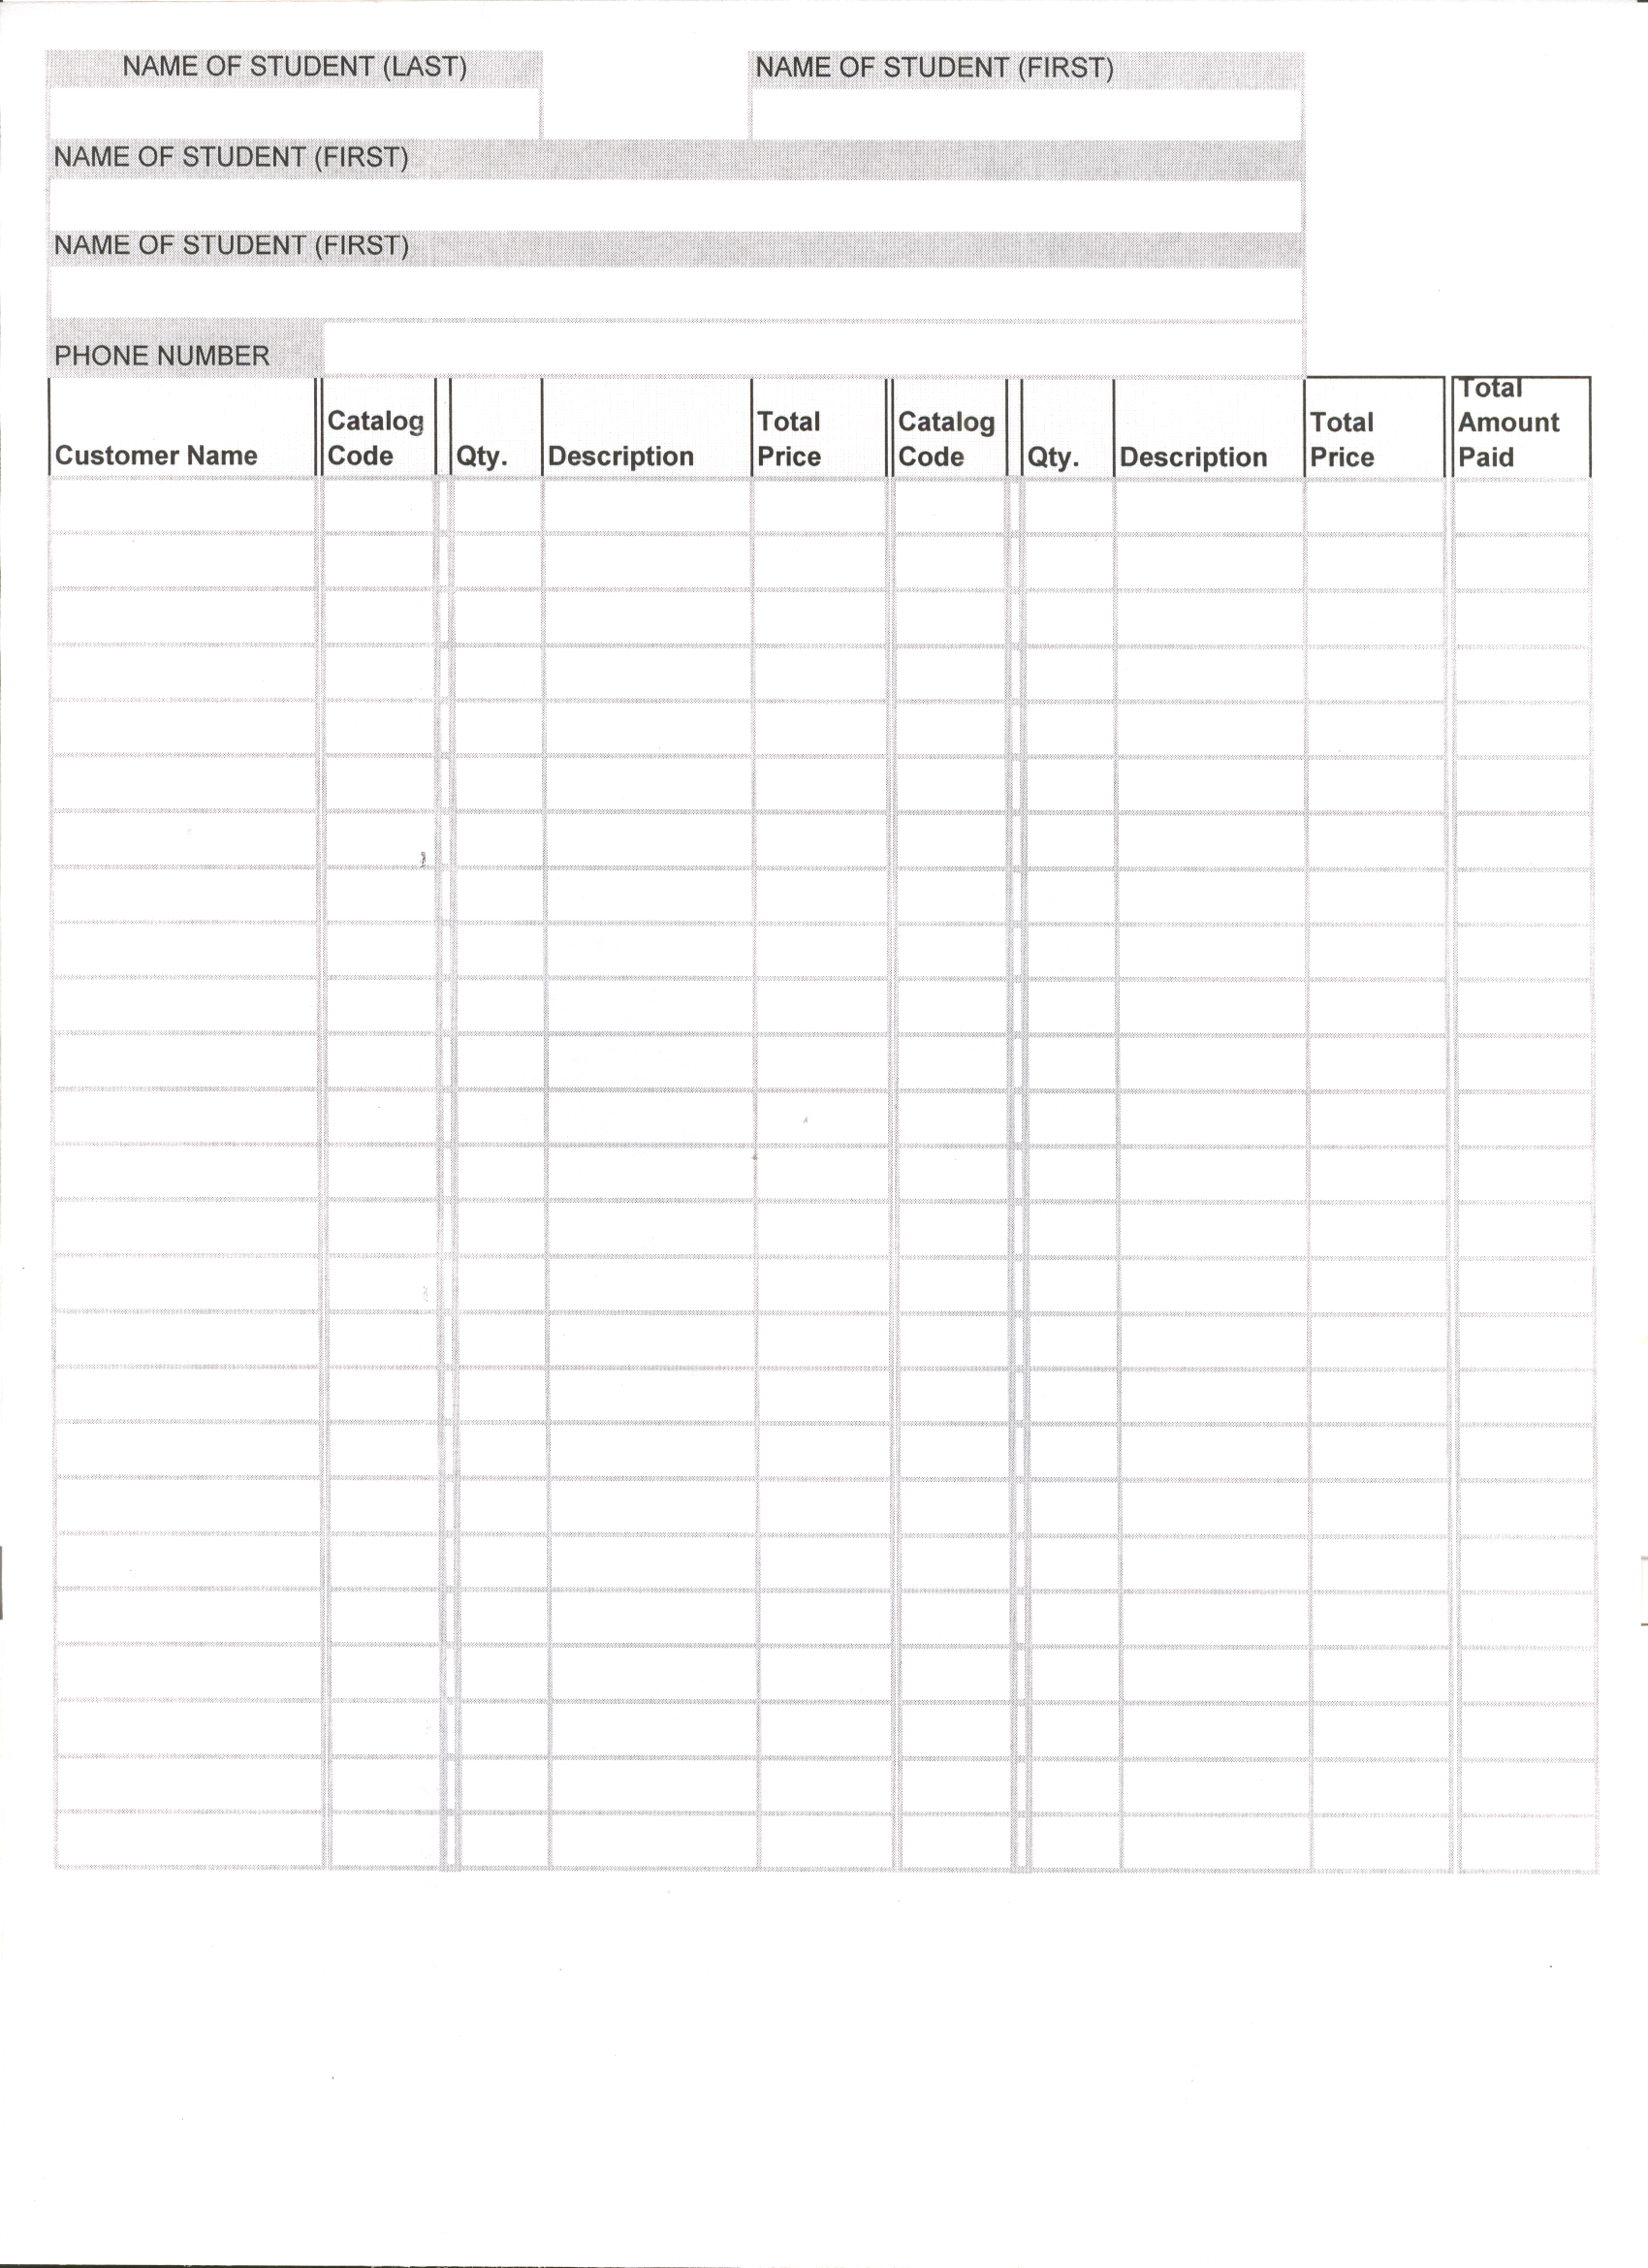 NAME OF STUDENT (LAST) NAME OF STUDENT (FIRST)
NAME OF STUDENT (FIRST)
NAME OF STUDENT (FIRST)
PHONE NUMBER
Customer Name
Catalog
Code
Qty.
Description
Total
Price
Catalog
Code
Qty.
Description
Total
Price
Total
Amount
Paid